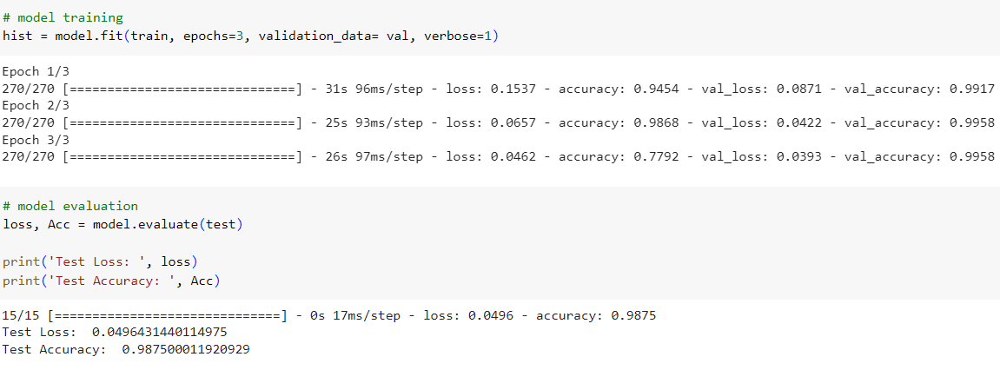 # model training
hist = model.fit(train, epochs=3, validation_data= val, verbose=1)
Epoch 1/3
270/270 [==============================] - 31s 96ms/step - loss: 0.1537 - accuracy: 0.9454 - val_loss: 0.0871 - val_accuracy: 0.9917
Epoch 2/3
270/270 [==============================] - 25s 93ms/step - loss: 0.0657 - accuracy: 0.9868 - val_loss: 0.0422 - val_accuracy: 0.9958
Epoch 3/3
270/270 [==============================] - 26s 97ms/step - loss: 0.0462 - accuracy: 0.7792 - val_loss: 0.0393 - val_accuracy: 0.9958
# model evaluation
loss, Acc = model.evaluate(test)
print('Test Loss: ', loss)
print('Test Accuracy: ', Acc)
15/15 [==============================] - 0s 17ms/step - loss: 0.0496 - accuracy: 0.9875
Test Loss:  0.0496431440114975
Test Accuracy:  0.987500011920929